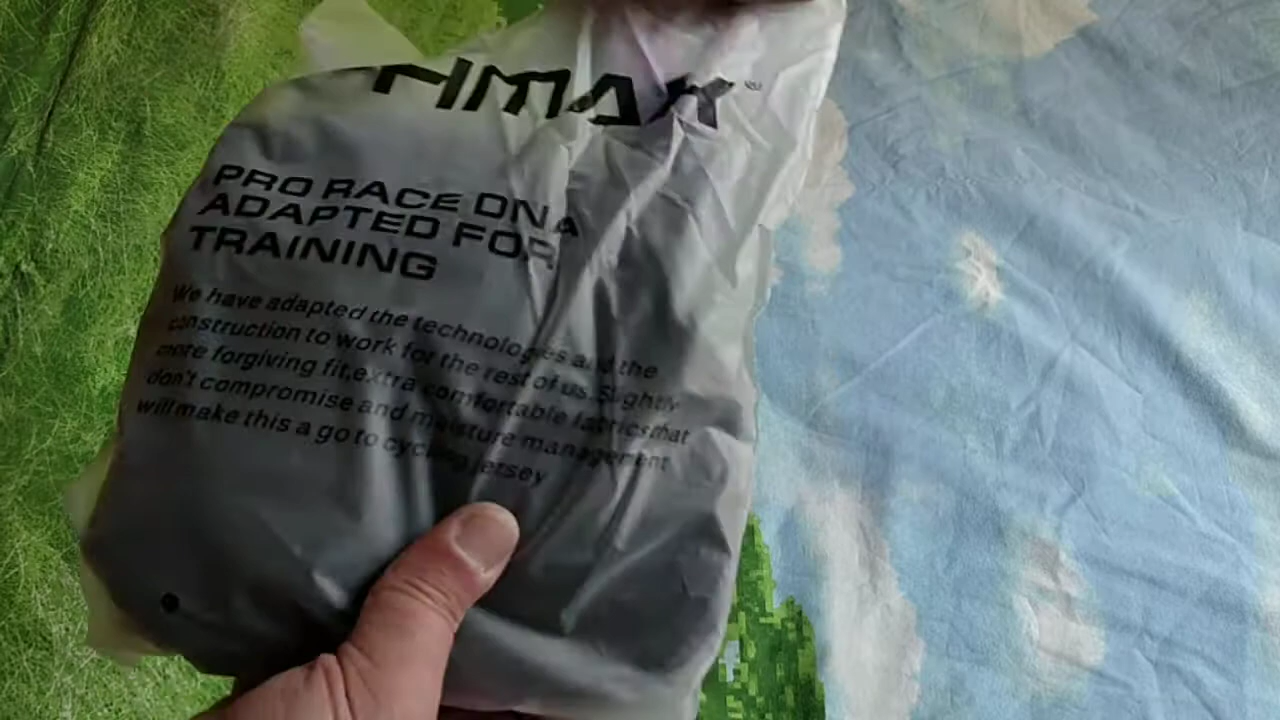 HMAX
PRO RACE DNA
ADAPTED FOR
TRAINING
We have adapted the technologies and the
construction to work for the rest of us. Slightly
more forgiving fit,extra comfortable fabrics that
don't compromise and moisture management
will make this a go to cycling jersey